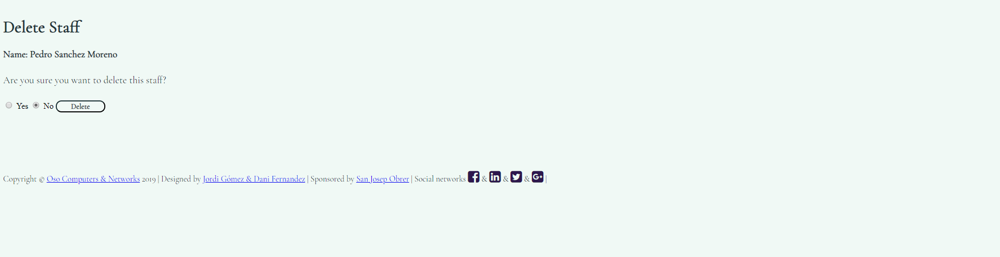 Delete Staff
Name: Pedro Sanchez Moreno
Are you sure you want to delete this staff?
Yes No Delete
Copyright © Oso Computers & Networks 2019 | Designed by Jordi Gómez & Dani Fernandez | Sponsored by San Josep Obrer | Social networks f & in & & G+ |